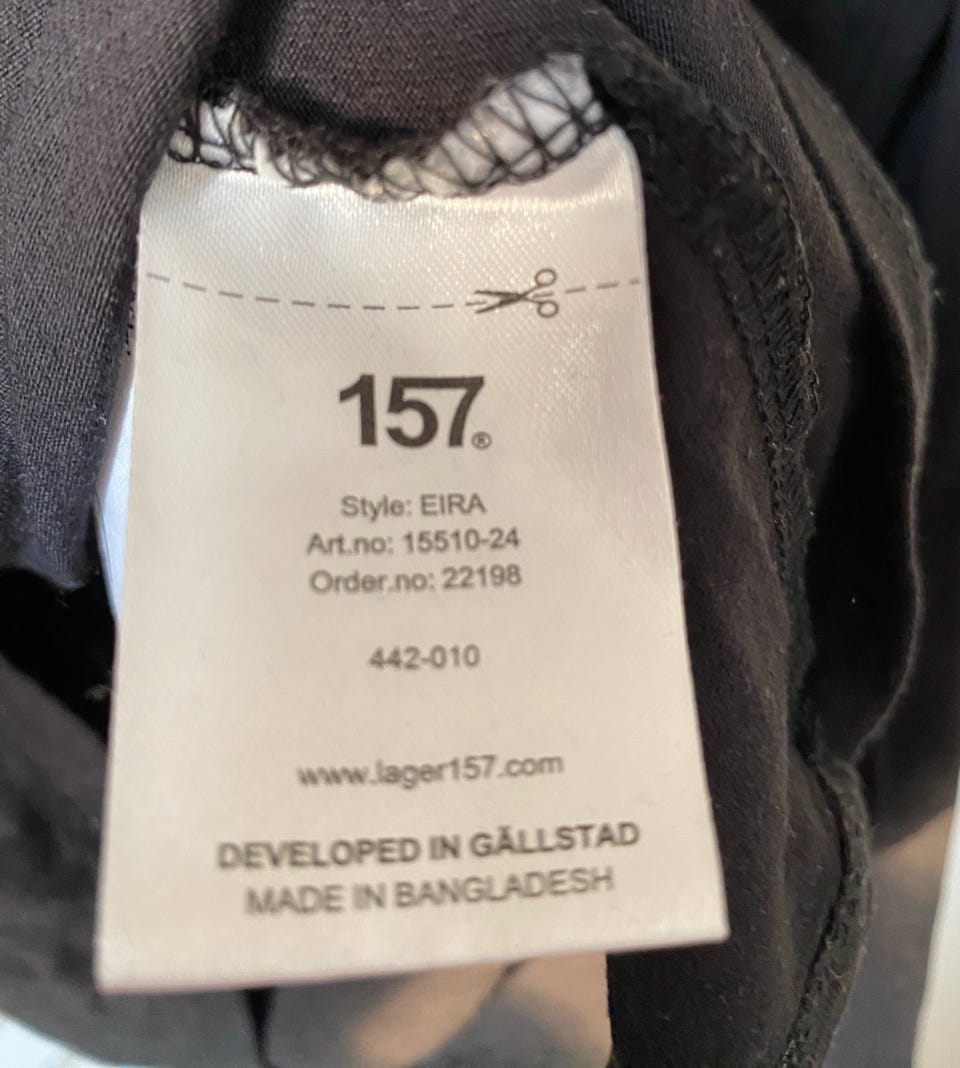 157®
Style: EIRA
Art.no: 15510-24
Order.no: 22198
442-010
www.lager157.com
DEVELOPED IN GÄLLSTAD
MADE IN BANGLADESH